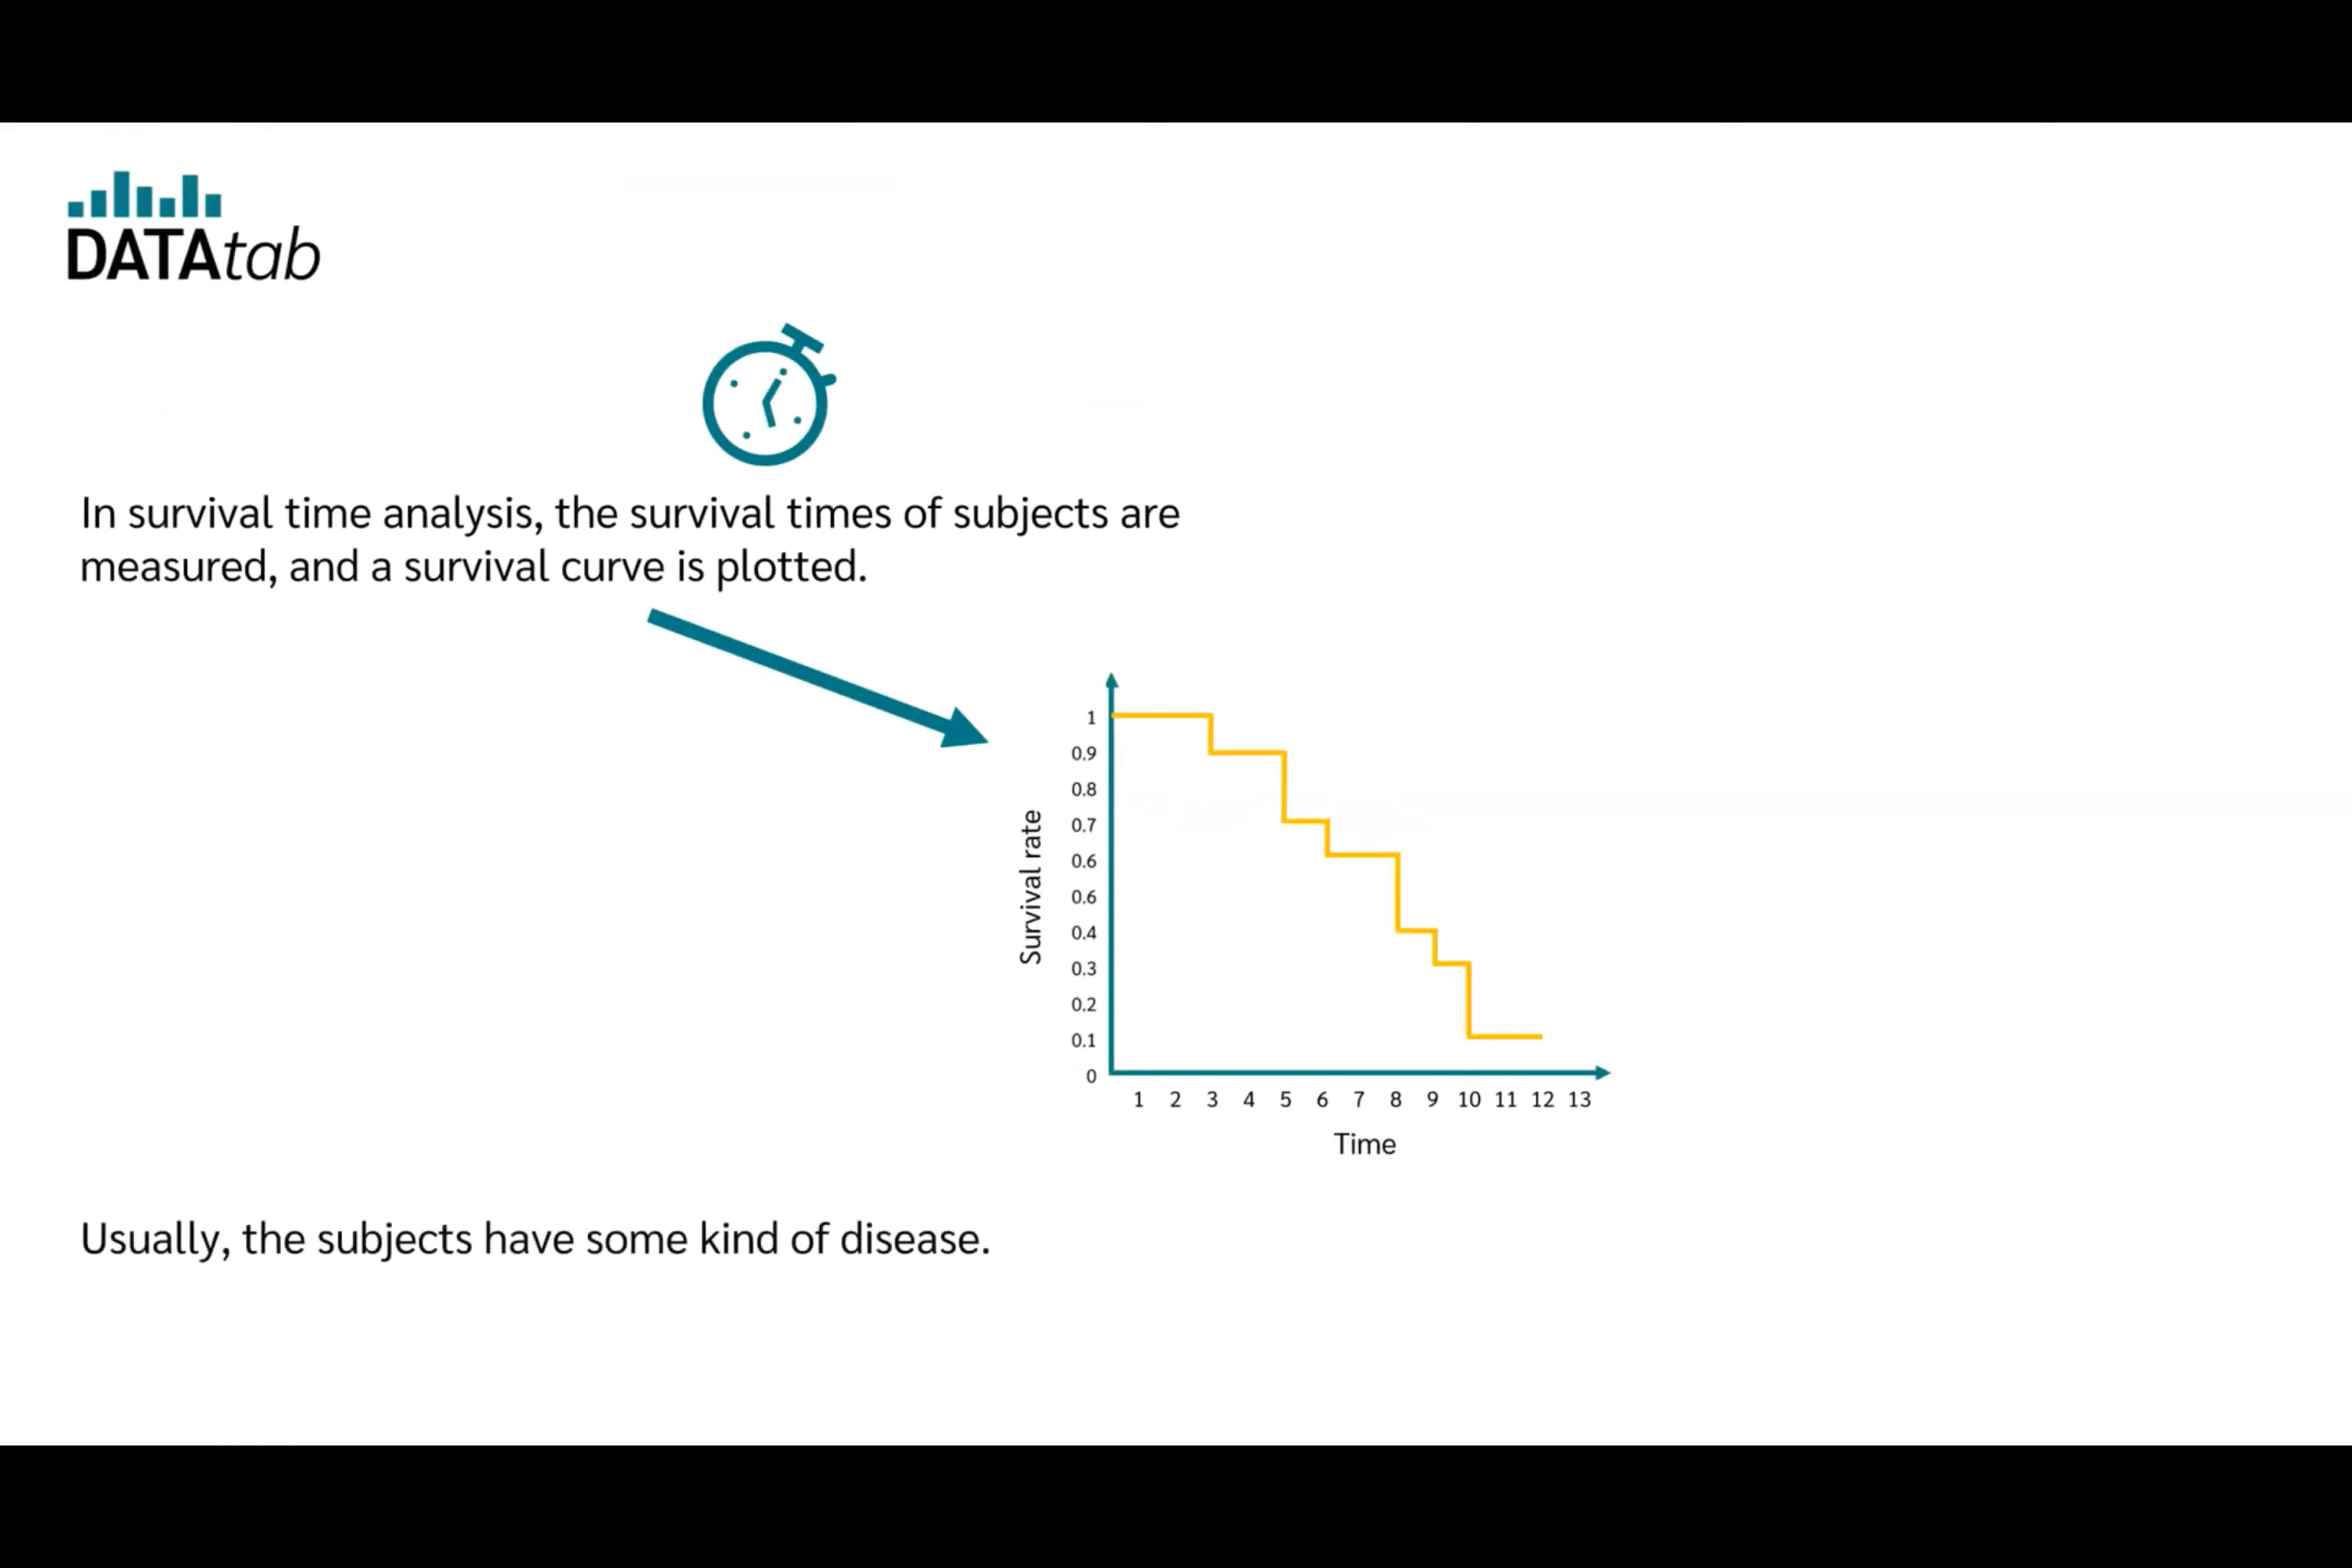 DATAtab
In survival time analysis, the survival times of subjects are
measured, and a survival curve is plotted.
Survival rate
1
0.9
0.8
0.7
0.6
0.6
0.4
0.3
0.2
0.1
0
1 2 3 4 5 6 7 8 9 10 11 12 13
Time
Usually, the subjects have some kind of disease.